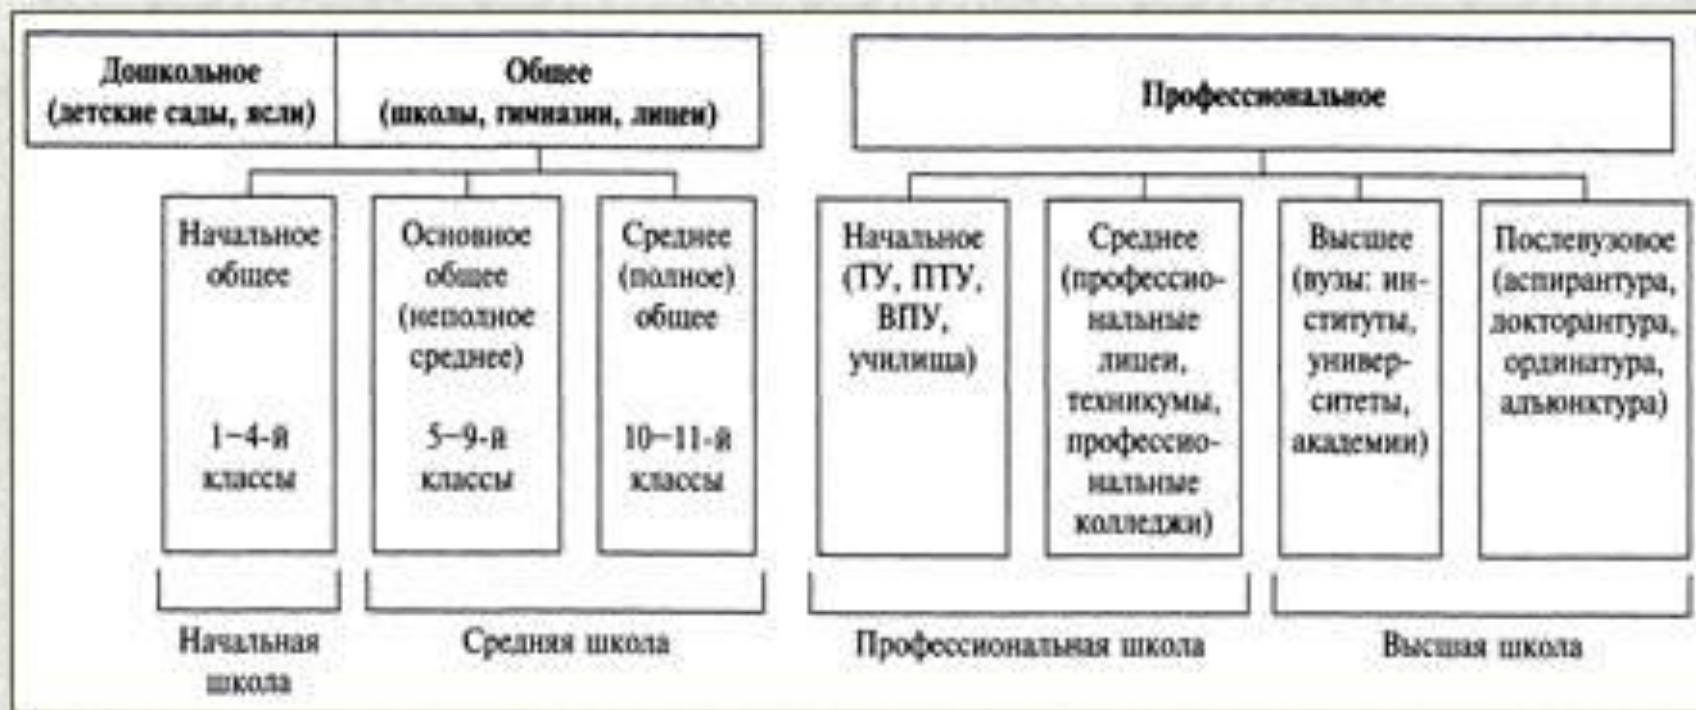 Дошкольное
(детские сады, ясли)
Общее
(школы, гимназии, лицеи)
Профессиональное
Начальное
общее
1–4-й
классы
Основное
общее
(неполное
среднее)
5–9-й
классы
Среднее
(полное)
общее
10–11-й
классы
Начальное
(ТУ, ПТУ,
ВПУ,
училища)
Среднее
(профессио-
нальные
лицеи,
техникумы,
профессио-
нальные
колледжи)
Высшее
(вузы: ин-
ституты,
универ-
ситеты,
академии)
Послевузовое
(аспирантура,
докторантура,
ординатура,
адъюнктура)
Начальная
школа
Средняя школа
Профессиональная школа
Высшая школа